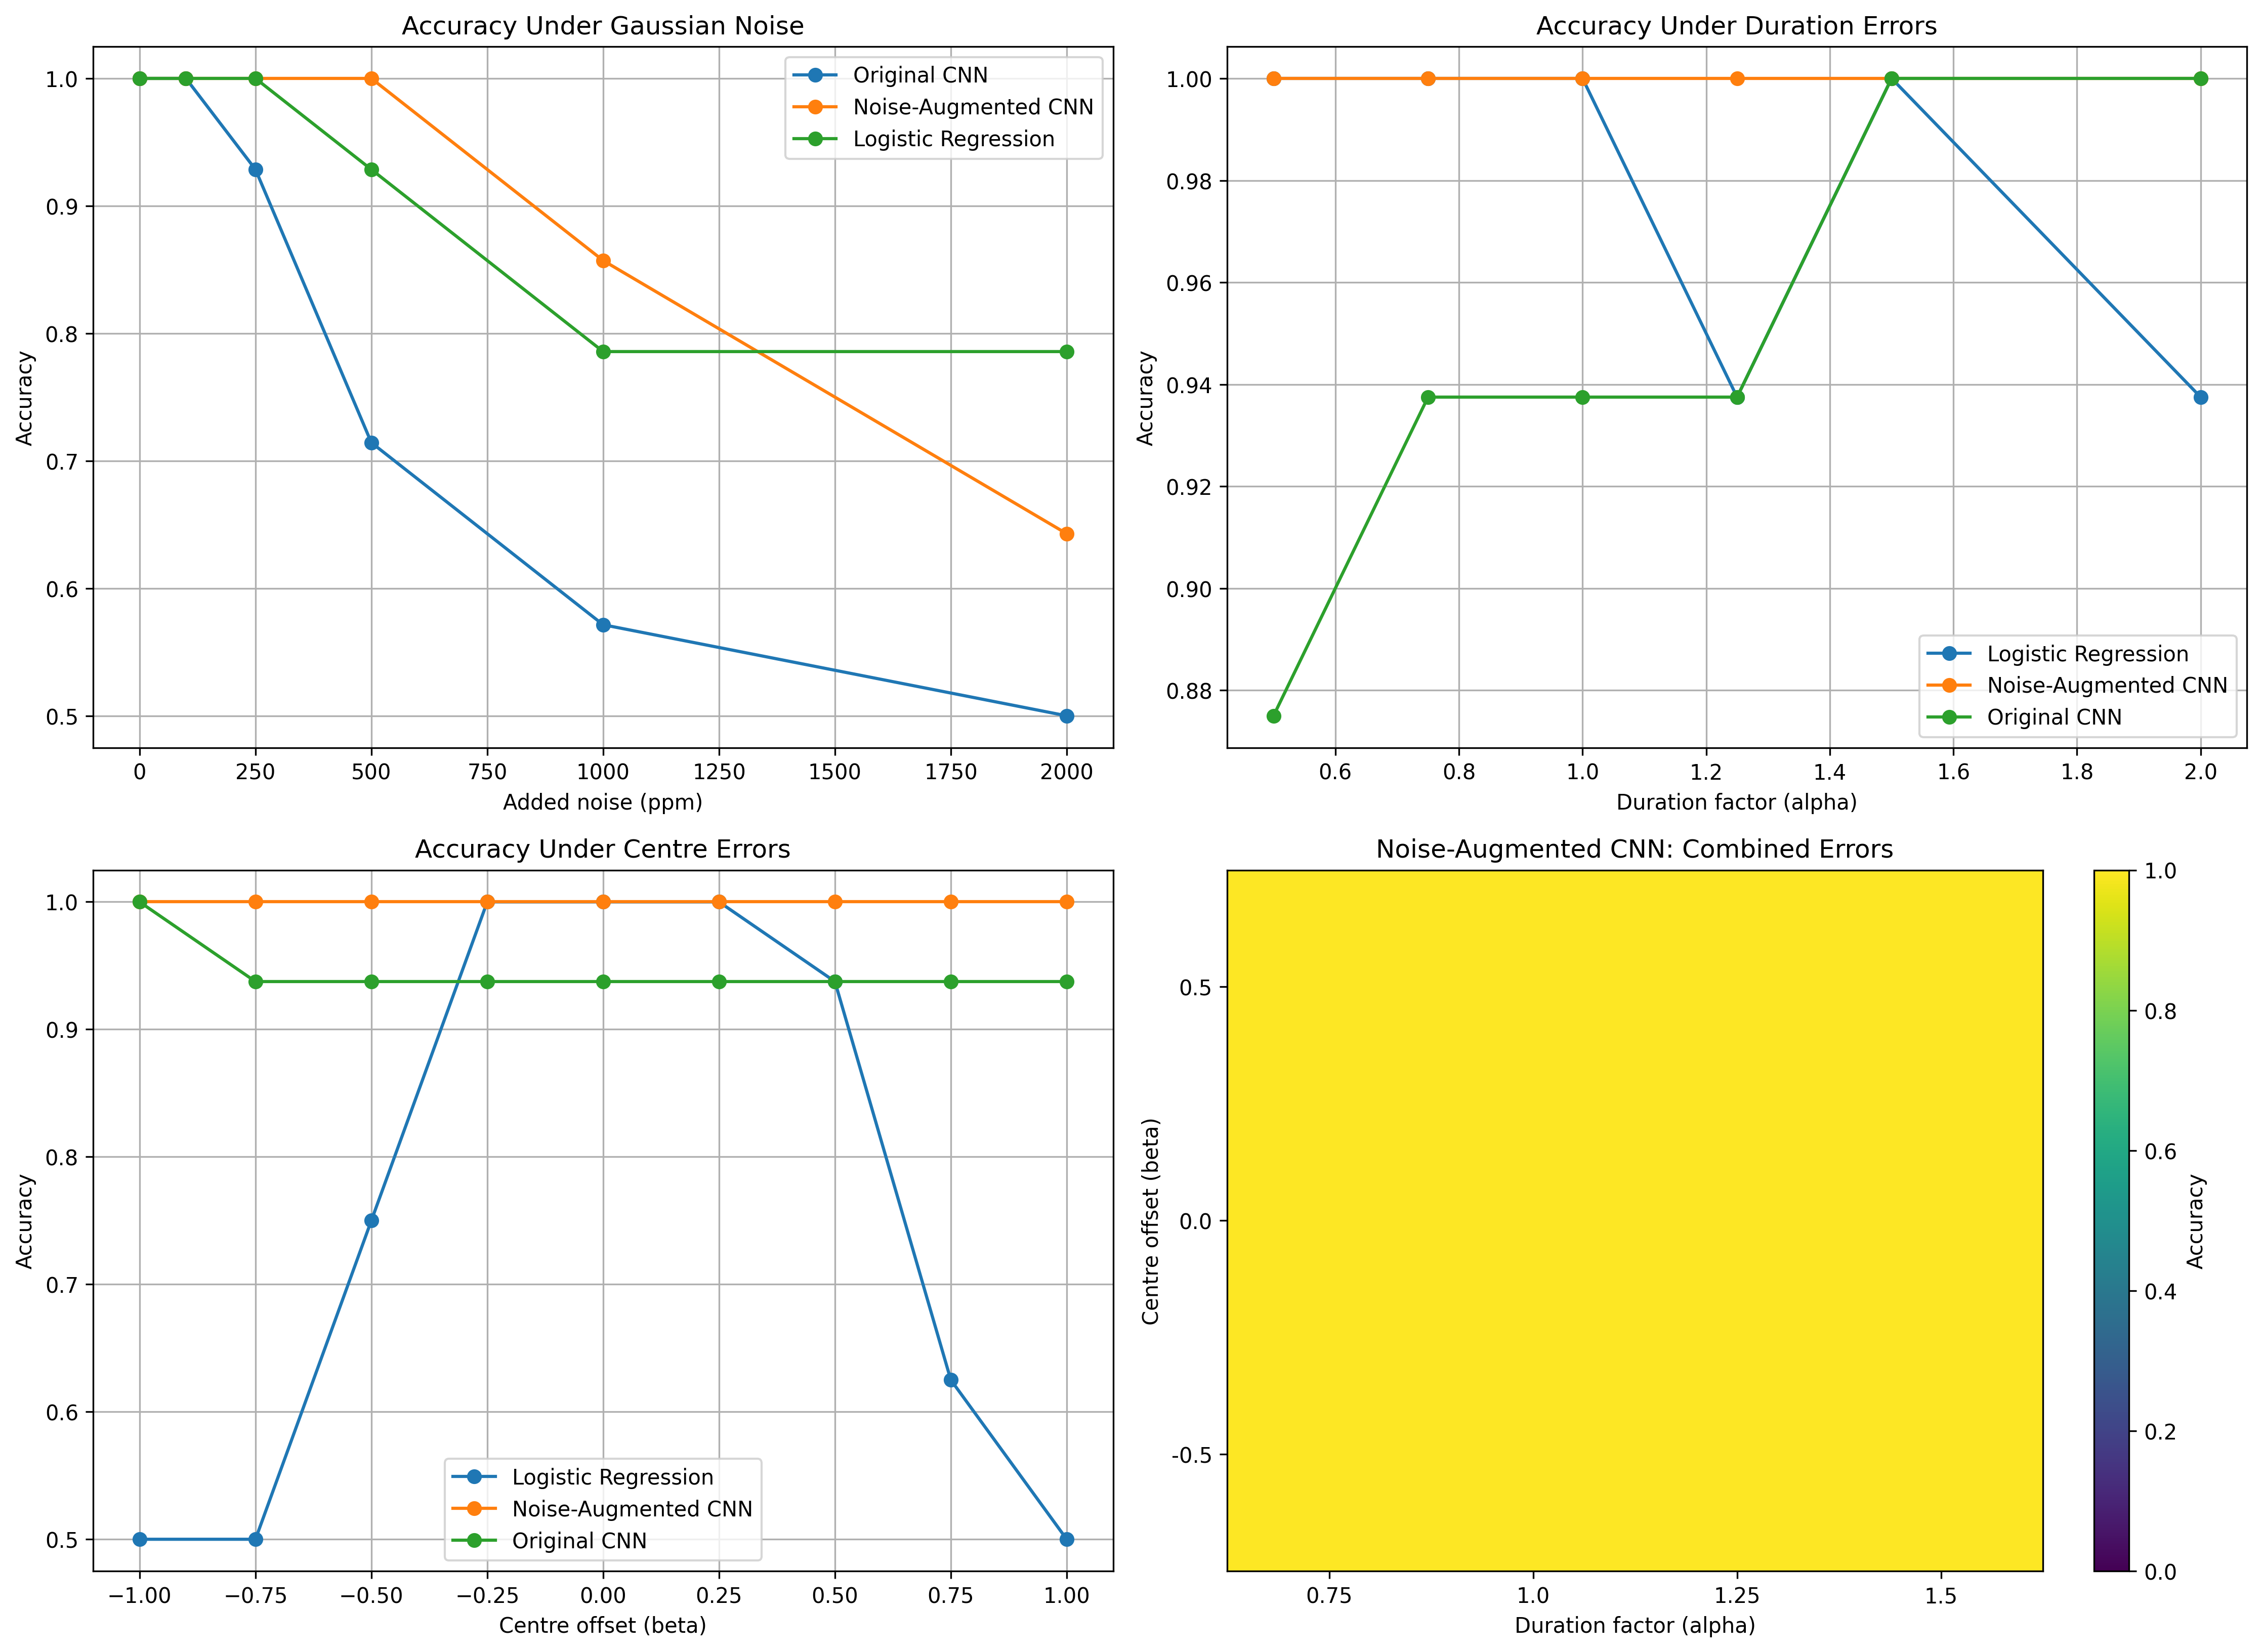 Accuracy Under Gaussian Noise
Accuracy
1.0
0.9
0.8
0.7
0.6
0.5
Original CNN
Noise-Augmented CNN
Logistic Regression
0 250 500 750 1000 1250 1500 1750 2000
Added noise (ppm)
Accuracy Under Duration Errors
Accuracy
1.00
0.98
0.96
0.94
0.92
0.90
0.88
Logistic Regression
Noise-Augmented CNN
Original CNN
0.6 0.8 1.0 1.2 1.4 1.6 1.8 2.0
Duration factor (alpha)
Accuracy Under Centre Errors
Accuracy
1.0
0.9
0.8
0.7
0.6
0.5
Logistic Regression
Noise-Augmented CNN
Original CNN
−1.00 −0.75 −0.50 −0.25 0.00 0.25 0.50 0.75 1.00
Centre offset (beta)
Noise-Augmented CNN: Combined Errors
Centre offset (beta)
0.5
0.0
-0.5
0.75 1.0 1.25 1.5
Duration factor (alpha)
1.0
0.8
0.6
0.4
0.2
0.0
Accuracy